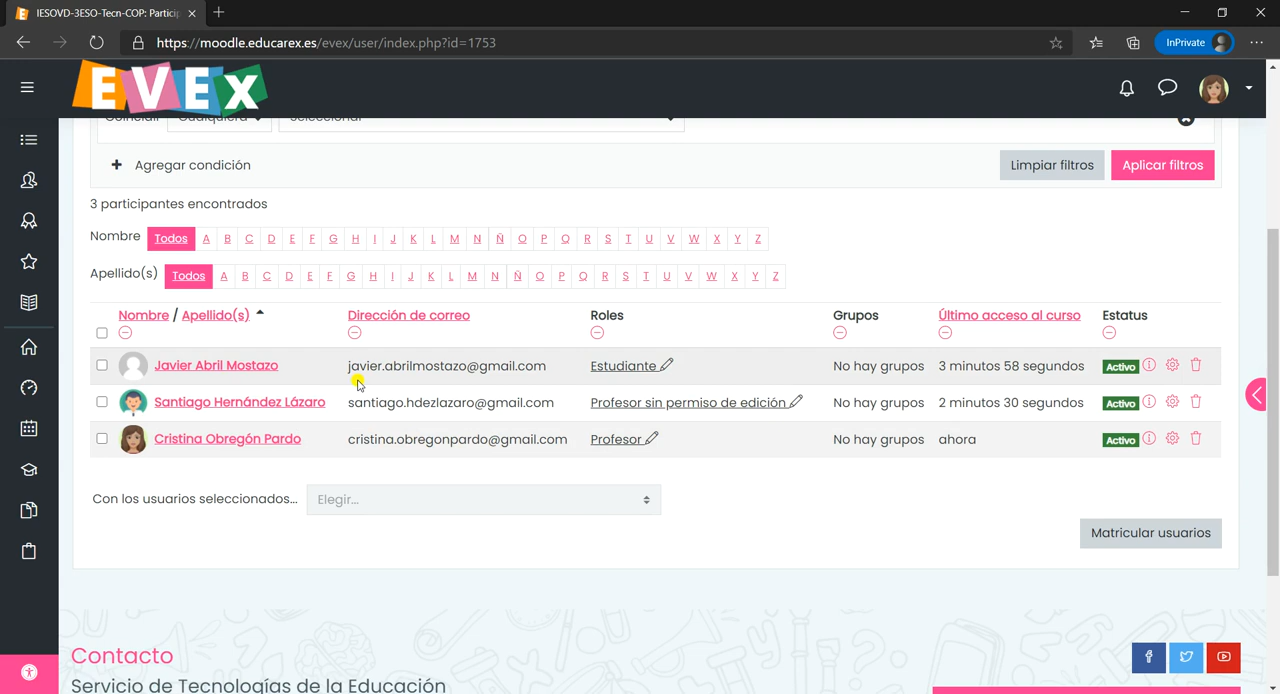 IESOVD-3ESO-Tecn-COP: Particip
https://moodle.educarex.es/evex/user/index.php?id=1753
InPrivate
EVEX
Coincidir Cualquiera Seleccionar
Agregar condición
Limpiar filtros Aplicar filtros
3 participantes encontrados
Nombre Todos A B C D E F G H I J K L M N Ñ O P Q R S T U V W X Y Z
Apellido(s) Todos A B C D E F G H I J K L M N Ñ O P Q R S T U V W X Y Z
Nombre / Apellido(s) Dirección de correo Roles Grupos Último acceso al curso Estatus
Javier Abril Mostazo javier.abrilmostazo@gmail.com Estudiante No hay grupos 3 minutos 58 segundos Activo
Santiago Hernández Lázaro santiago.hdezlazaro@gmail.com Profesor sin permiso de edición No hay grupos 2 minutos 30 segundos Activo
Cristina Obregón Pardo cristina.obregonpardo@gmail.com Profesor No hay grupos ahora Activo
Con los usuarios seleccionados... Elegir...
Matricular usuarios
Contacto
Servicio de Tecnologías de la Educación